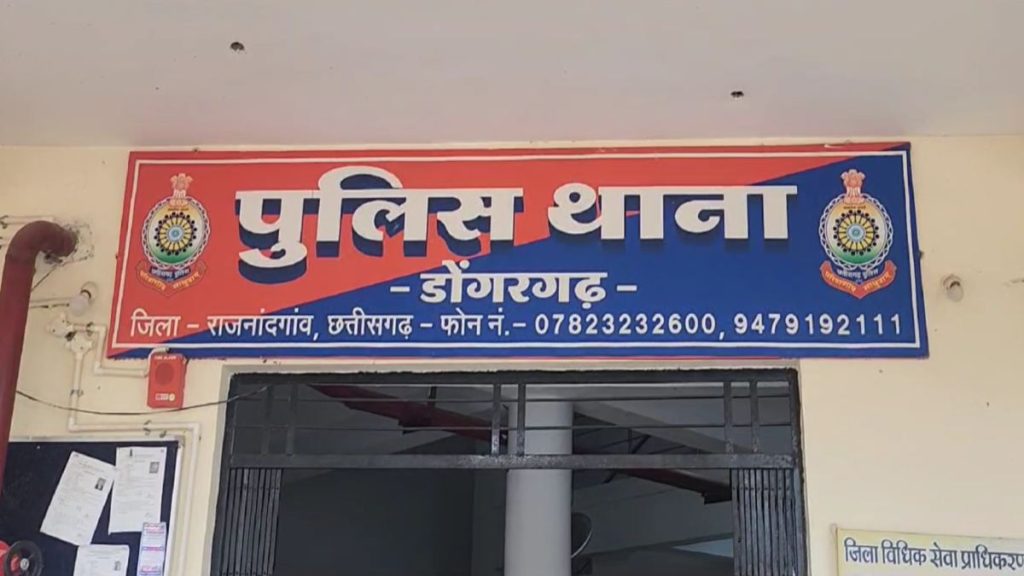 पुलिस थाना
- डोंगरगढ़ -
जिला - राजनांदगांव, छत्तीसगढ़ - फोन नं.- 07823232600, 9479192111
जिला विधिक सेवा प्राधिकरण